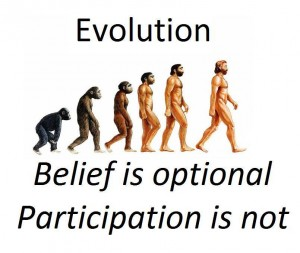 Evolution
Belief is optional
Participation is not